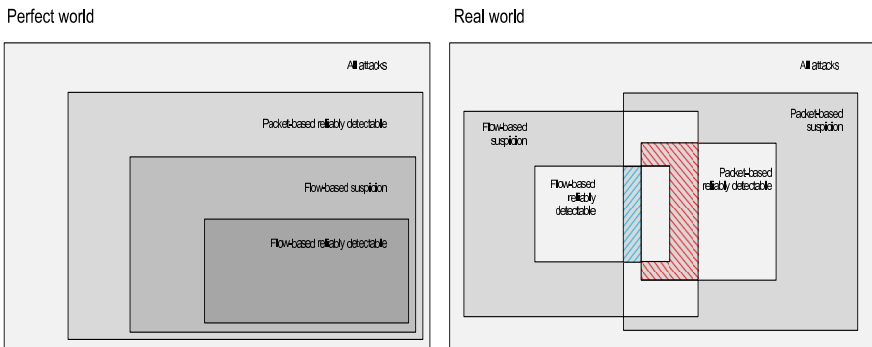 Perfect world
All attacks
Packet-based reliably detectable
Flow-based suspicion
Flow-based reliably detectable
Real world
All attacks
Flow-based
suspicion
Packet-based
suspicion
Flow-based
reliably
detectable
Packet-based
reliably detectable